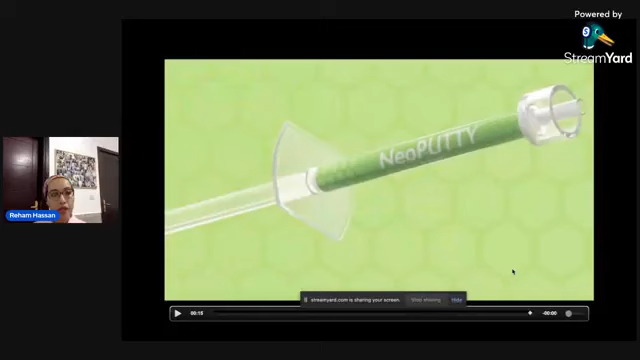 Powered by
S
StreamYard
NeoPUTTY
Reham Hassan
streamyard.com is sharing your screen.
Stop sharing
Hide
00:15
-00:00